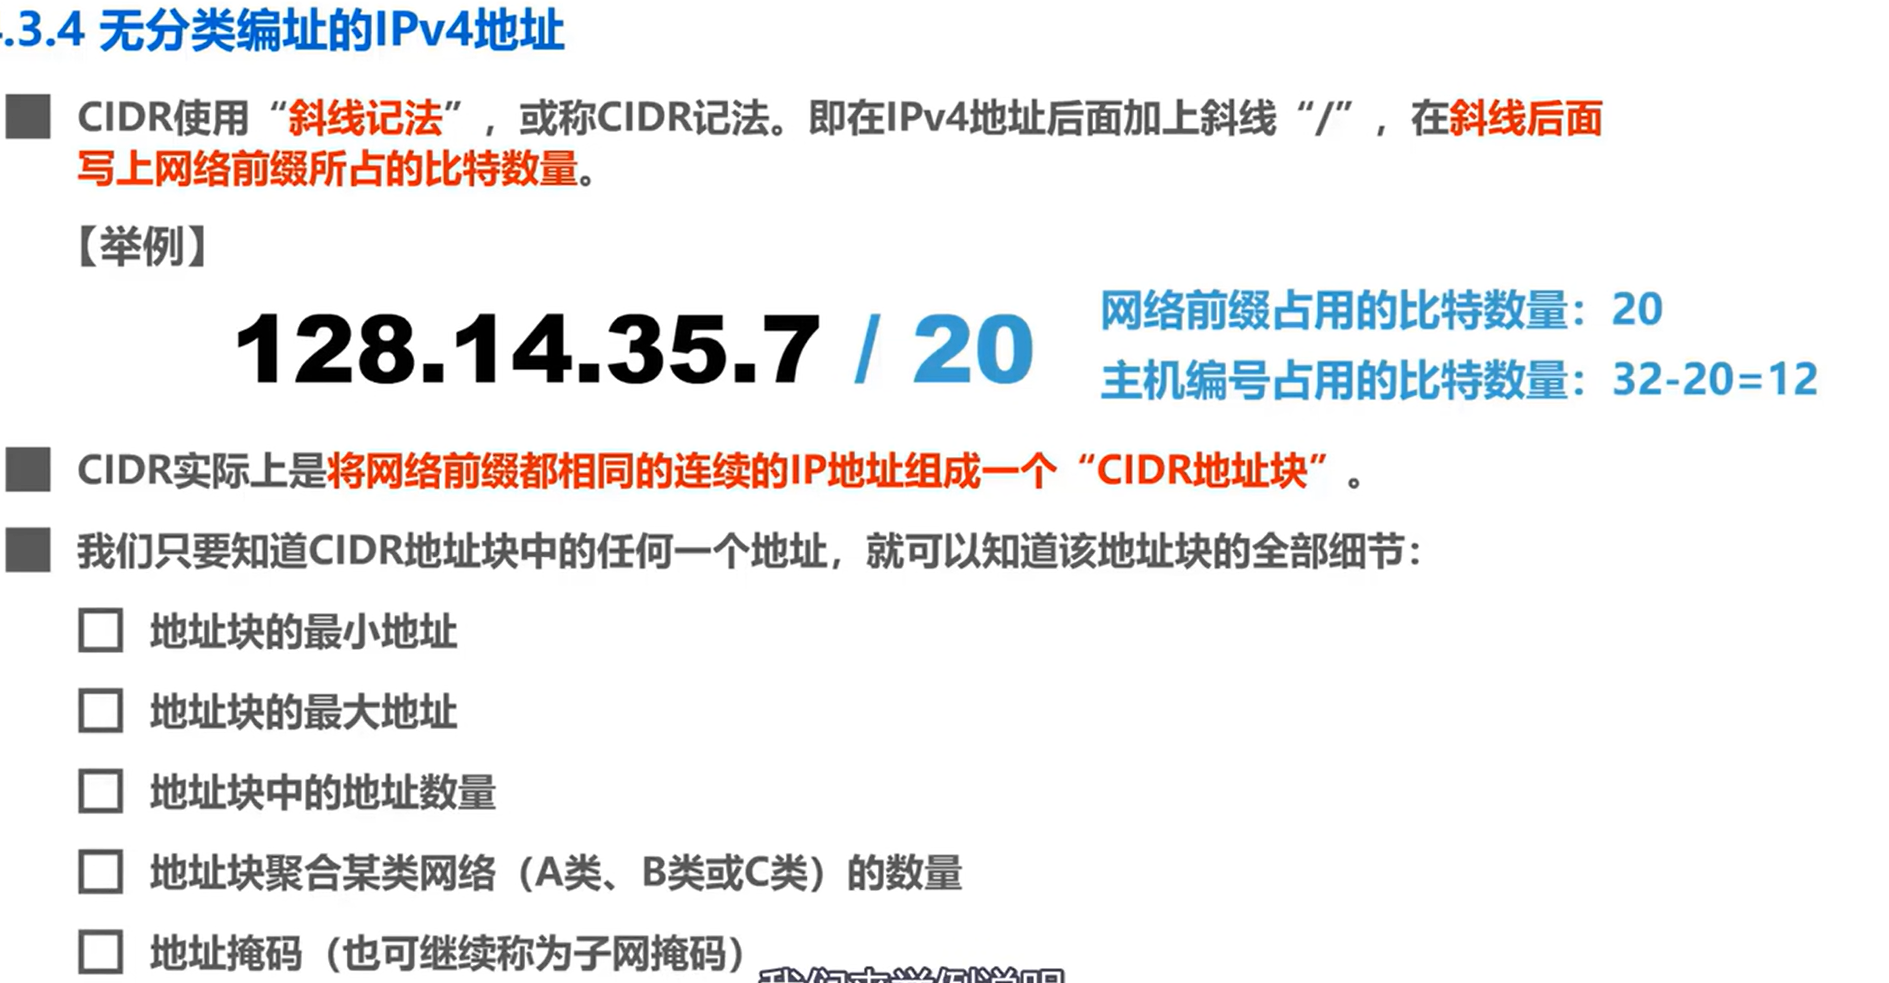 .3.4 无分类编址的IPv4地址
CIDR使用“斜线记法”，或称CIDR记法。即在IPv4地址后面加上斜线“/”，在斜线后面
写上网络前缀所占的比特数量。
【举例】
128.14.35.7 / 20
网络前缀占用的比特数量：20
主机编号占用的比特数量：32-20=12
CIDR实际上是将网络前缀都相同的连续的IP地址组成一个“CIDR地址块”。
我们只要知道CIDR地址块中的任何一个地址，就可以知道该地址块的全部细节：
地址块的最小地址
地址块的最大地址
地址块中的地址数量
地址块聚合某类网络（A类、B类或C类）的数量
地址掩码（也可继续称为子网掩码）
我们来举例说明